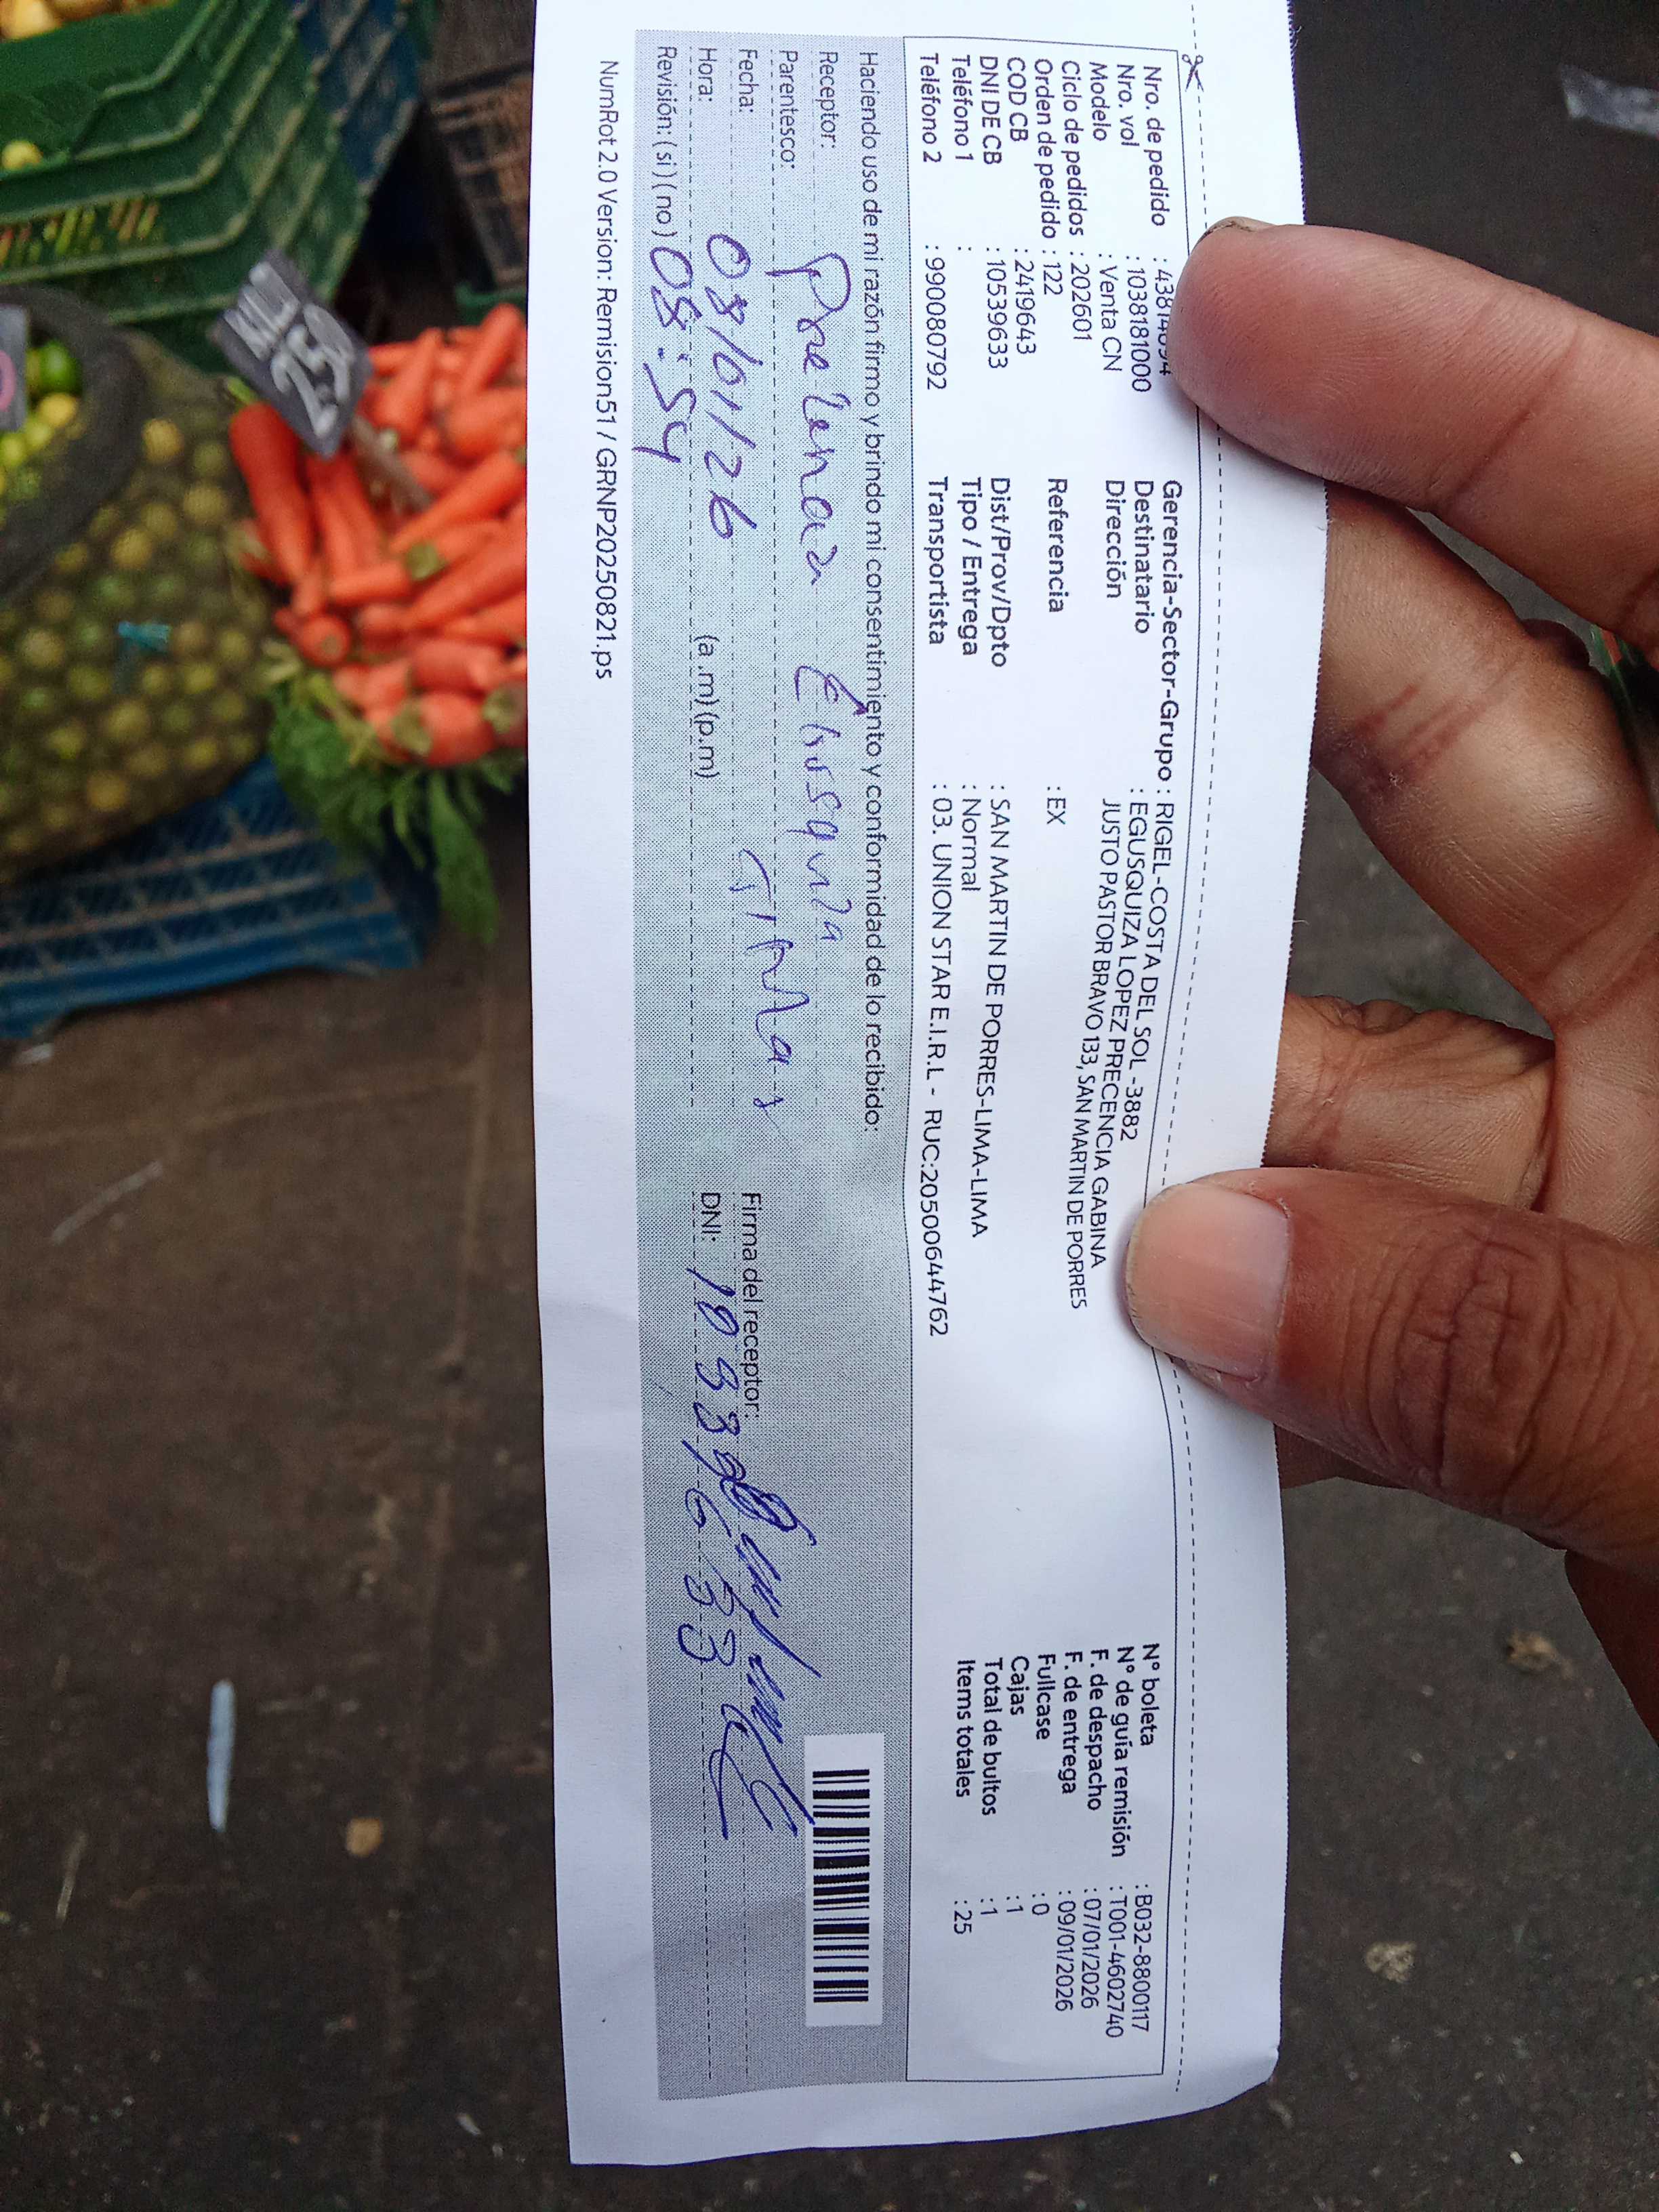 Nro. de pedido : 43814094
Nro. vol : 1038181000
Modelo : Venta CN
Ciclo de pedidos : 202601
Orden de pedido : 122
COD CB : 2419643
DNI DE CB : 10539633
Teléfono 1 :
Teléfono 2 : 990080792
Gerencia-Sector-Grupo : RIGEL-COSTA DEL SOL -3882
Destinatario : EGUSQUIZA LOPEZ PRECENCIA GABINA
Dirección JUSTO PASTOR BRAVO 133, SAN MARTIN DE PORRES
Referencia : EX
Dist/Prov/Dpto : SAN MARTIN DE PORRES-LIMA-LIMA
Tipo / Entrega : Normal
Transportista : 03. UNION STAR E.I.R.L - RUC:20500644762
N° boleta : B032-8800117
N° de guía remisión : T001-4602740
F. de despacho : 07/01/2026
F. de entrega : 09/01/2026
Fullcase : 0
Cajas : 1
Total de bultos : 1
Items totales : 25
Haciendo uso de mi razón firmo y brindo mi consentimiento y conformidad de lo recibido:
Receptor:
Parentesco:
Fecha: 08/01/26
Hora: 08:54 (a.m) (p.m)
Revisión: (si) (no)
Firma del receptor:
DNI:
NumRot 2.0 Version: Remision51 / GRNP20250821.ps